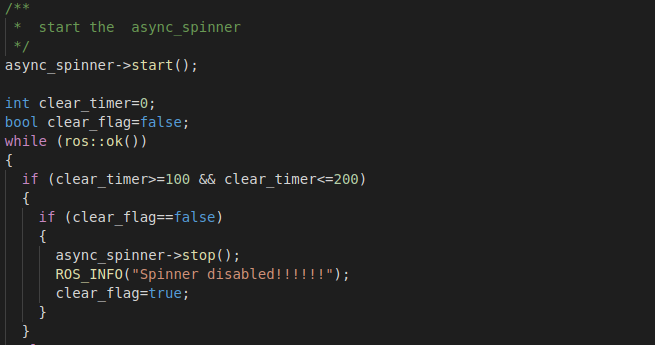 /**
 *  start the  async_spinner
 */
async_spinner->start();

int clear_timer=0;
bool clear_flag=false;
while (ros::ok())
{
  if (clear_timer>=100 && clear_timer<=200)
  {
    if (clear_flag==false)
    {
      async_spinner->stop();
      ROS_INFO("Spinner disabled!!!!!!");
      clear_flag=true;
    }
  }